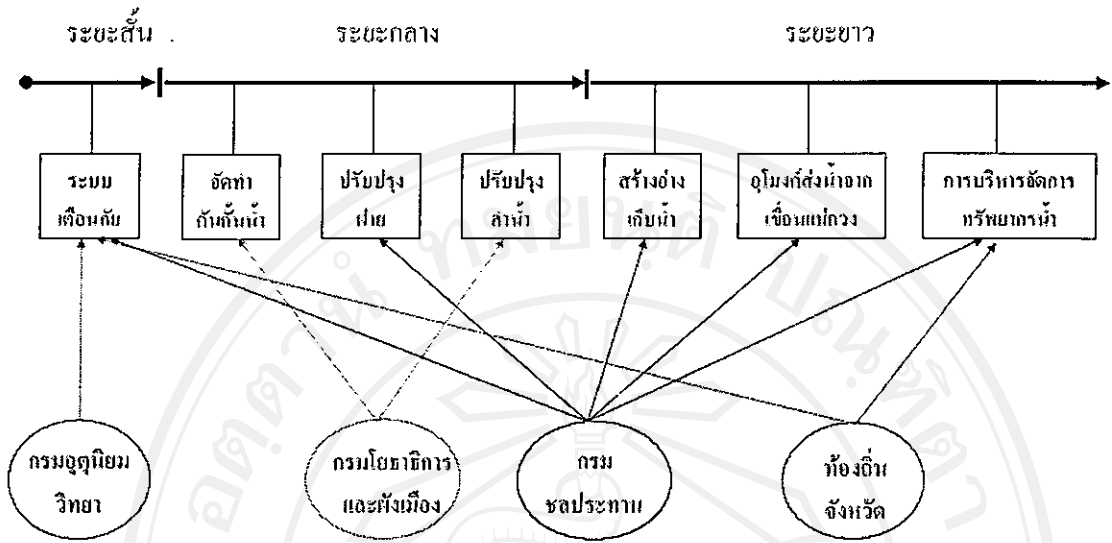 ระยะสั้น
ระยะกลาง
ระยะยาว
ระบบ
เตือนภัย
จัดทำ
กันกั้นน้ำ
ปรับปรุง
ฝาย
ปรับปรุง
ลำน้ำ
สร้างอ่าง
เก็บน้ำ
อุโมงค์ส่งน้ำจาก
เขื่อนแม่กวง
การบริหารจัดการ
ทรัพยากรน้ำ
กรมอุตุนิยม
วิทยา
กรมโยธาธิการ
และผังเมือง
กรม
ชลประทาน
ท้องถิ่น
จังหวัด